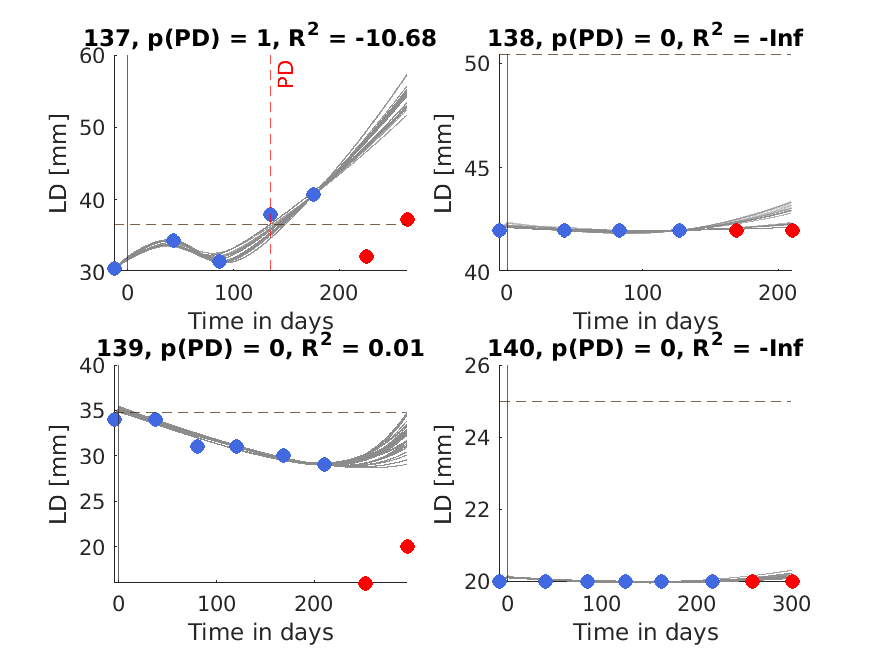 137, p(PD) = 1, R² = -10.68
60
50
40
30
LD [mm]
PD
0
100
200
Time in days
138, p(PD) = 0, R² = -Inf
50
45
40
LD [mm]
0
100
200
Time in days
139, p(PD) = 0, R² = 0.01
40
35
30
25
20
LD [mm]
0
100
200
Time in days
140, p(PD) = 0, R² = -Inf
26
24
22
20
LD [mm]
0
100
200
300
Time in days